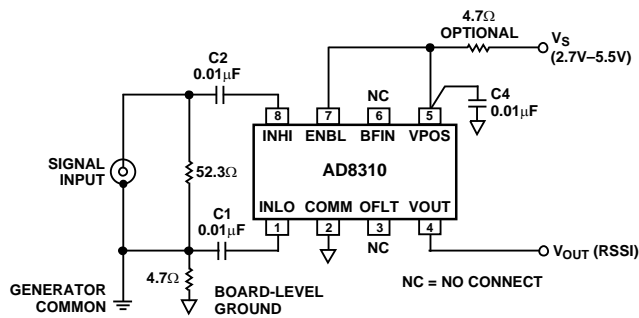 4.7Ω
OPTIONAL
VS
(2.7V–5.5V)
C2
0.01μF
NC
C4
0.01μF
8
7
6
5
INHI
ENBL
BFIN
VPOS
SIGNAL
INPUT
52.3Ω
AD8310
C1
0.01μF
INLO
COMM
OFLT
VOUT
1
2
3
4
NC
VOUT (RSSI)
4.7Ω
NC = NO CONNECT
GENERATOR
COMMON
BOARD-LEVEL
GROUND